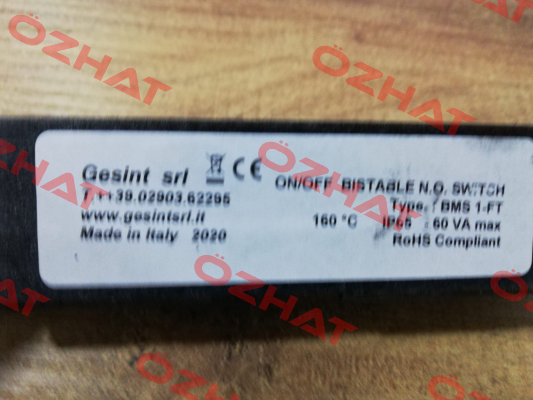 Gesint srl CE
ON/OFF BISTABLE N.O. SWITCH
T ++39.02903.62295
Type: BMS 1-FT
www.gesintsrl.it
160 °C IP65 60 VA max
Made in Italy 2020
RoHS Compliant
ÖZHAT
ÖZHAT
ÖZHAT
ÖZHAT
ÖZHAT
ÖZHAT
ÖZHAT